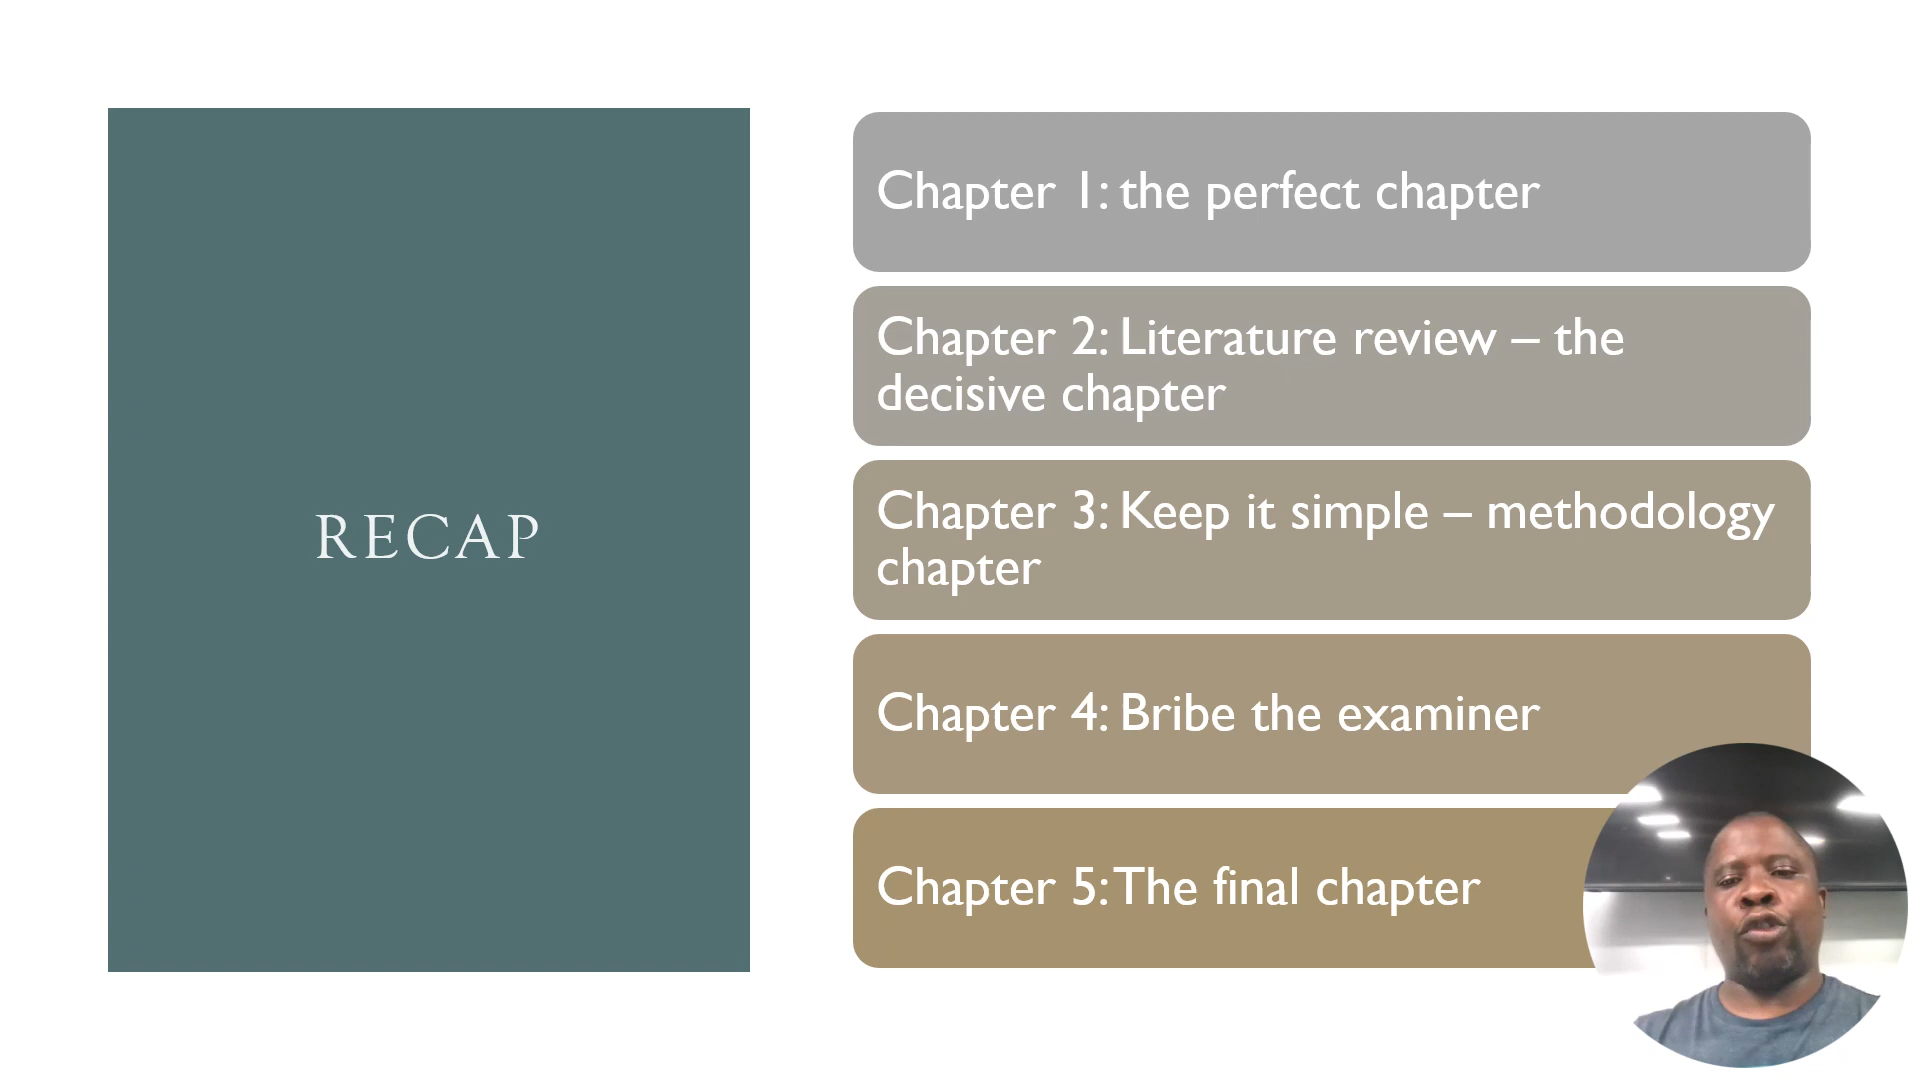 RECAP
Chapter 1: the perfect chapter
Chapter 2: Literature review – the
decisive chapter
Chapter 3: Keep it simple – methodology
chapter
Chapter 4: Bribe the examiner
Chapter 5: The final chapter